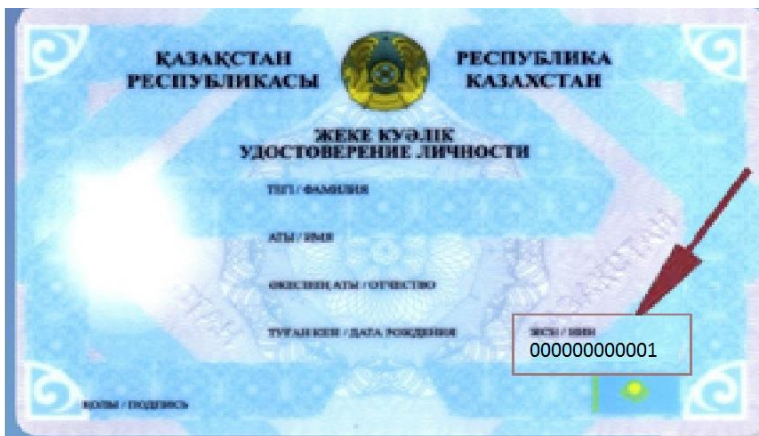 ҚАЗАҚСТАН
РЕСПУБЛИКАСЫ
РЕСПУБЛИКА
КАЗАХСТАН
ЖЕКЕ КУӘЛІК
УДОСТОВЕРЕНИЕ ЛИЧНОСТИ
ТЕГІ / ФАМИЛИЯ
АТЫ / ИМЯ
ӘКЕСІНІҢ АТЫ / ОТЧЕСТВО
ТУҒАН КҮНІ / ДАТА РОЖДЕНИЯ
ЖСН / ИИН
000000000001
ҚОЛЫ / ПОДПИСЬ
ҚАЗАҚСТАН